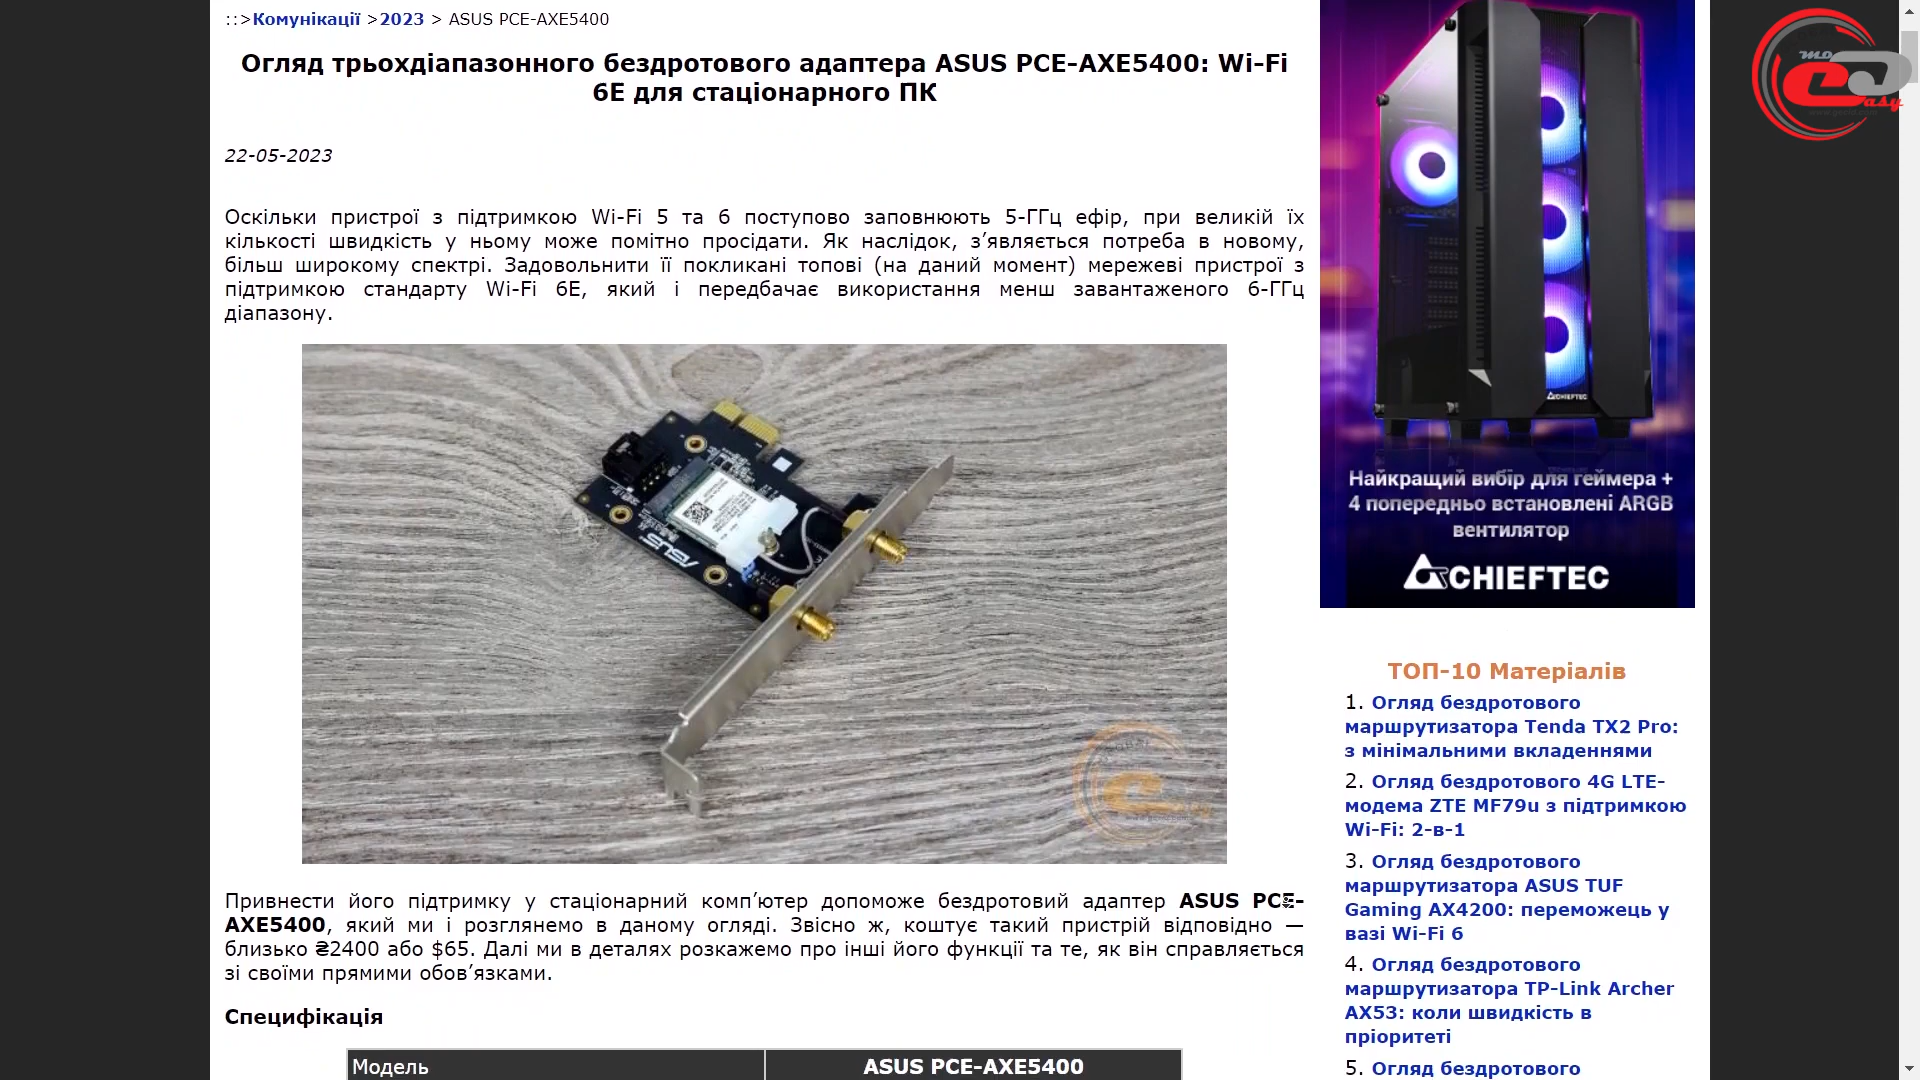 ::>Комунікації >2023 > ASUS PCE-AXE5400
Огляд трьохдіапазонного бездротового адаптера ASUS PCE-AXE5400: Wi-Fi
6E для стаціонарного ПК
22-05-2023
Оскільки пристрої з підтримкою Wi-Fi 5 та 6 поступово заповнюють 5-ГГц ефір, при великій їх
кількості швидкість у ньому може помітно просідати. Як наслідок, з’являється потреба в новому,
більш широкому спектрі. Задовольнити її покликані топові (на даний момент) мережеві пристрої з
підтримкою стандарту Wi-Fi 6E, який і передбачає використання менш завантаженого 6-ГГц
діапазону.
ASUS
Привнести його підтримку у стаціонарний комп’ютер допоможе бездротовий адаптер ASUS PCE-
AXE5400, який ми і розглянемо в даному огляді. Звісно ж, коштує такий пристрій відповідно —
близько ₴2400 або $65. Далі ми в деталях розкажемо про інші його функції та те, як він справляється
зі своїми прямими обов’язками.
Специфікація
Модель
ASUS PCE-AXE5400
CHIEFTEC
Найкращий вибір для геймера +
4 попередньо встановлені ARGB
вентилятор
CHIEFTEC
ТОП-10 Матеріалів
1. Огляд бездротового
маршрутизатора Tenda TX2 Pro:
з мінімальними вкладеннями
2. Огляд бездротового 4G LTE-
модема ZTE MF79u з підтримкою
Wi-Fi: 2-в-1
3. Огляд бездротового
маршрутизатора ASUS TUF
Gaming AX4200: переможець у
вазі Wi-Fi 6
4. Огляд бездротового
маршрутизатора TP-Link Archer
AX53: коли швидкість в
пріоритеті
5. Огляд бездротового